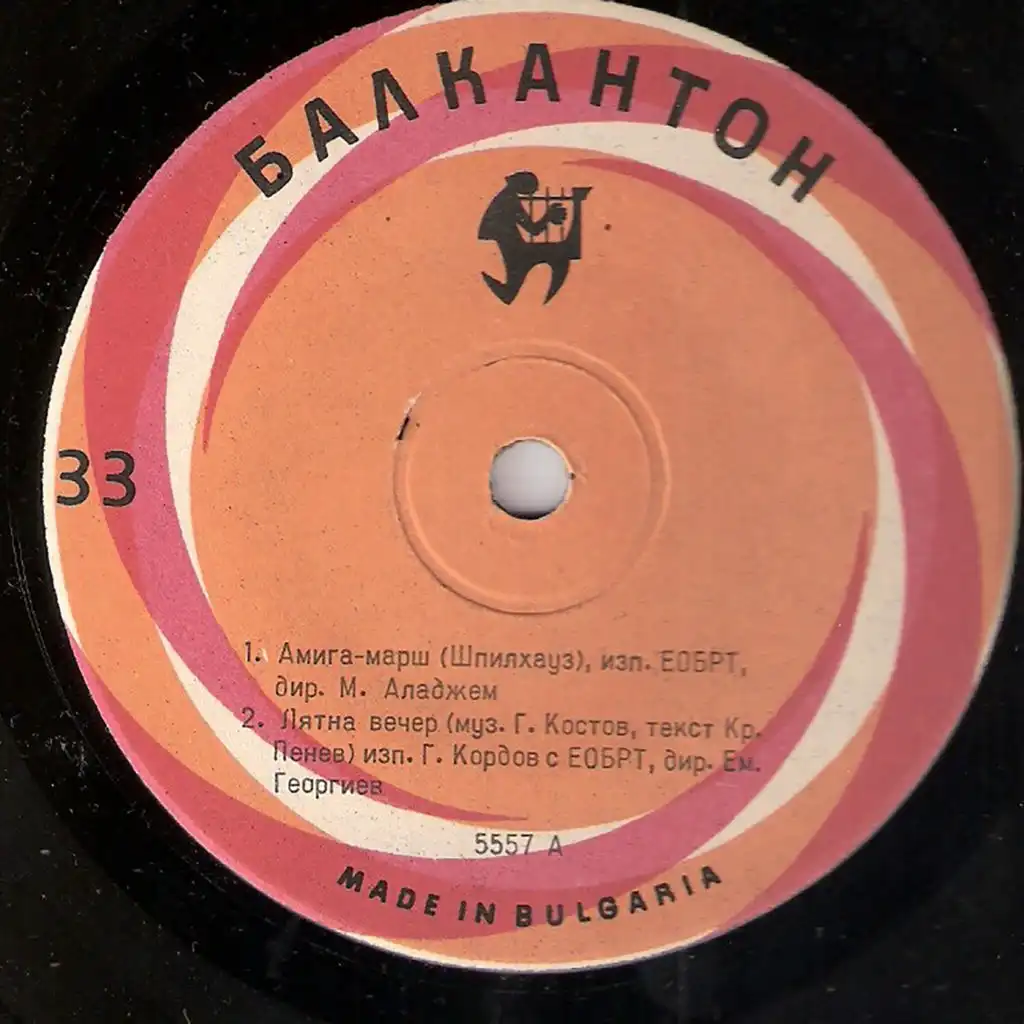 БАЛКАНТОН
33
1. Амига-марш (Шпилхауз), изп. ЕОБРТ,
дир. М. Аладжем
2. Лятна вечер (муз. Г. Костов, текст Кр.
Пенев) изп. Г. Кордов с ЕОБРТ, дир. Ем.
Георгиев
5557 А
MADE IN BULGARIA